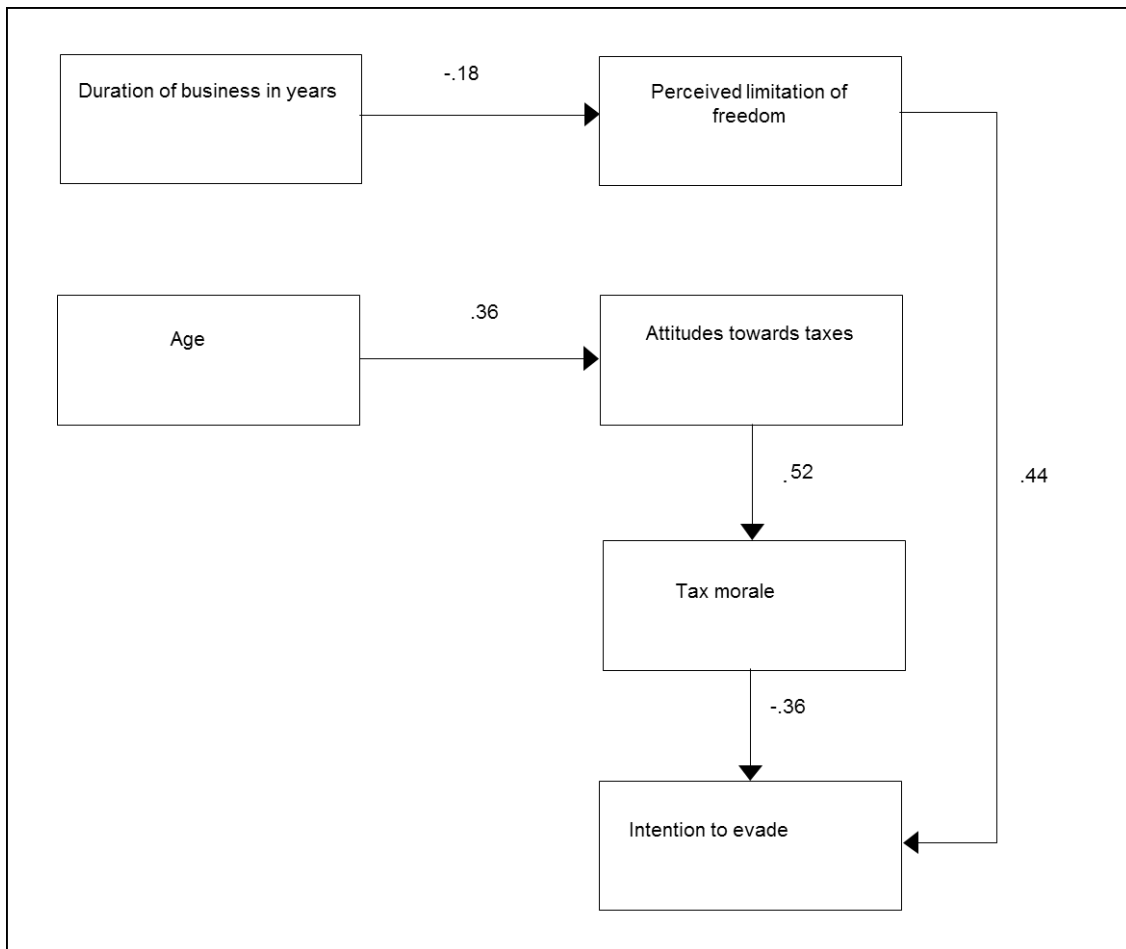 Duration of business in years
-.18
Perceived limitation of
freedom
Age
.36
Attitudes towards taxes
.52
.44
Tax morale
-.36
Intention to evade